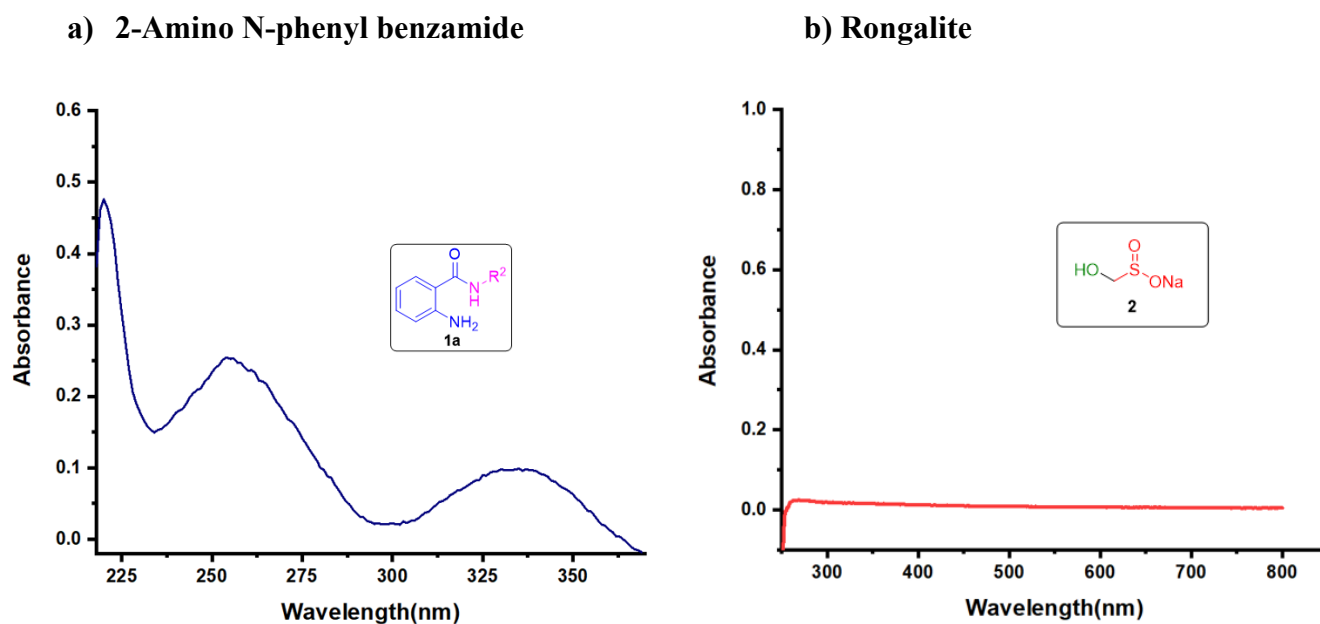 a) 2-Amino N-phenyl benzamide
b) Rongalite
0.6
0.5
0.4
0.3
0.2
0.1
0.0
Absorbance
225
250
275
300
325
350
Wavelength(nm)
O
R²
N
H
NH₂
1a
1.0
0.8
0.6
0.4
0.2
0.0
Absorbance
300
400
500
600
700
800
Wavelength(nm)
O
HO
S
ONa
2